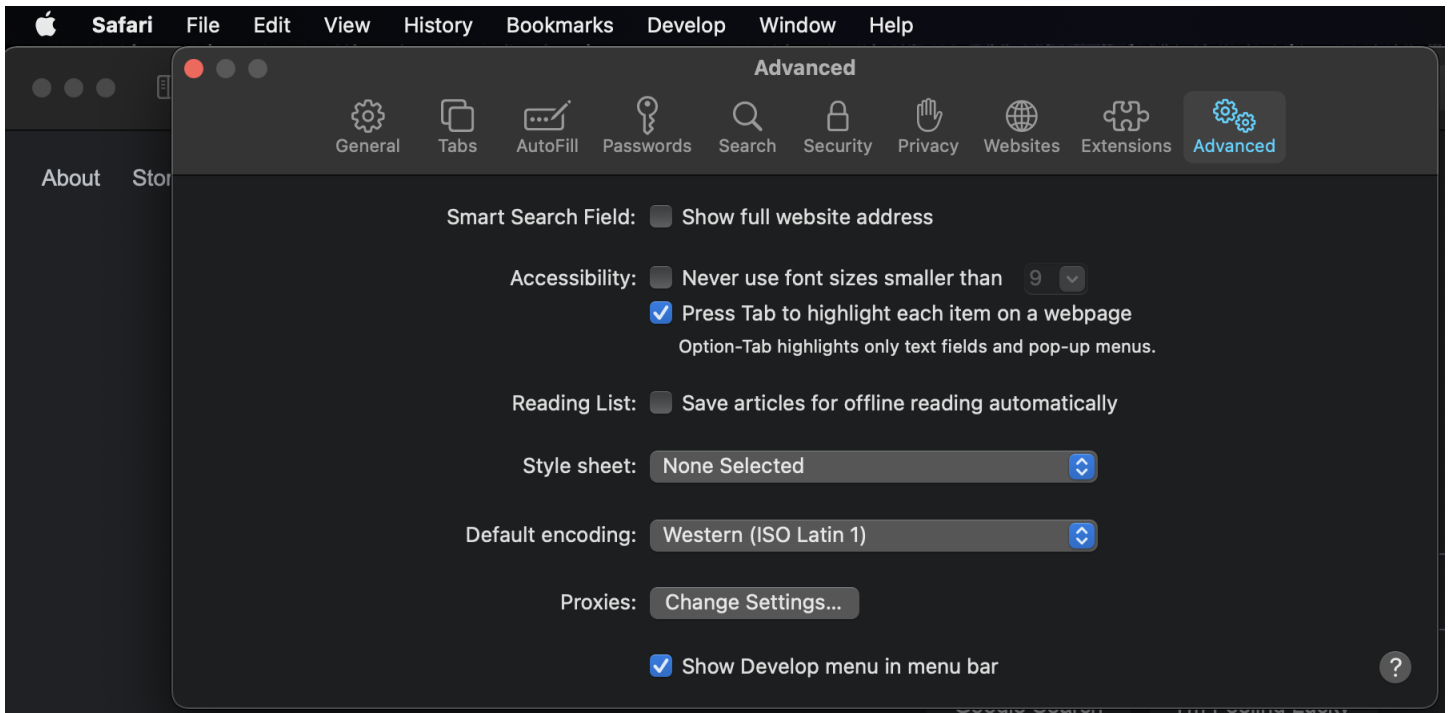 Safari File Edit View History Bookmarks Develop Window Help
Advanced
General Tabs AutoFill Passwords Search Security Privacy Websites Extensions Advanced
About Stor
Smart Search Field: Show full website address
Accessibility: Never use font sizes smaller than 9
Press Tab to highlight each item on a webpage
Option-Tab highlights only text fields and pop-up menus.
Reading List: Save articles for offline reading automatically
Style sheet: None Selected
Default encoding: Western (ISO Latin 1)
Proxies: Change Settings...
Show Develop menu in menu bar
?